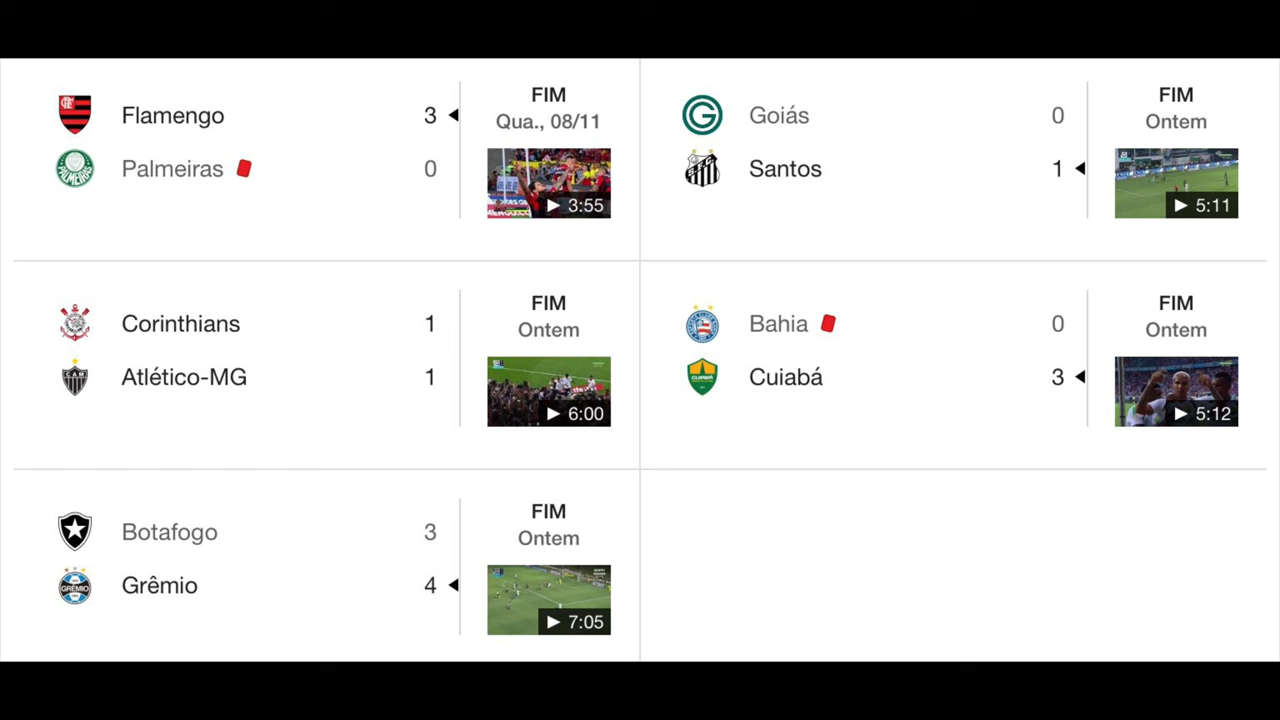 Flamengo 3
Palmeiras 0
FIM
Qua., 08/11
3:55
Goiás 0
Santos 1
FIM
Ontem
5:11
Corinthians 1
Atlético-MG 1
FIM
Ontem
6:00
Bahia 0
Cuiabá 3
FIM
Ontem
5:12
Botafogo 3
Grêmio 4
FIM
Ontem
7:05